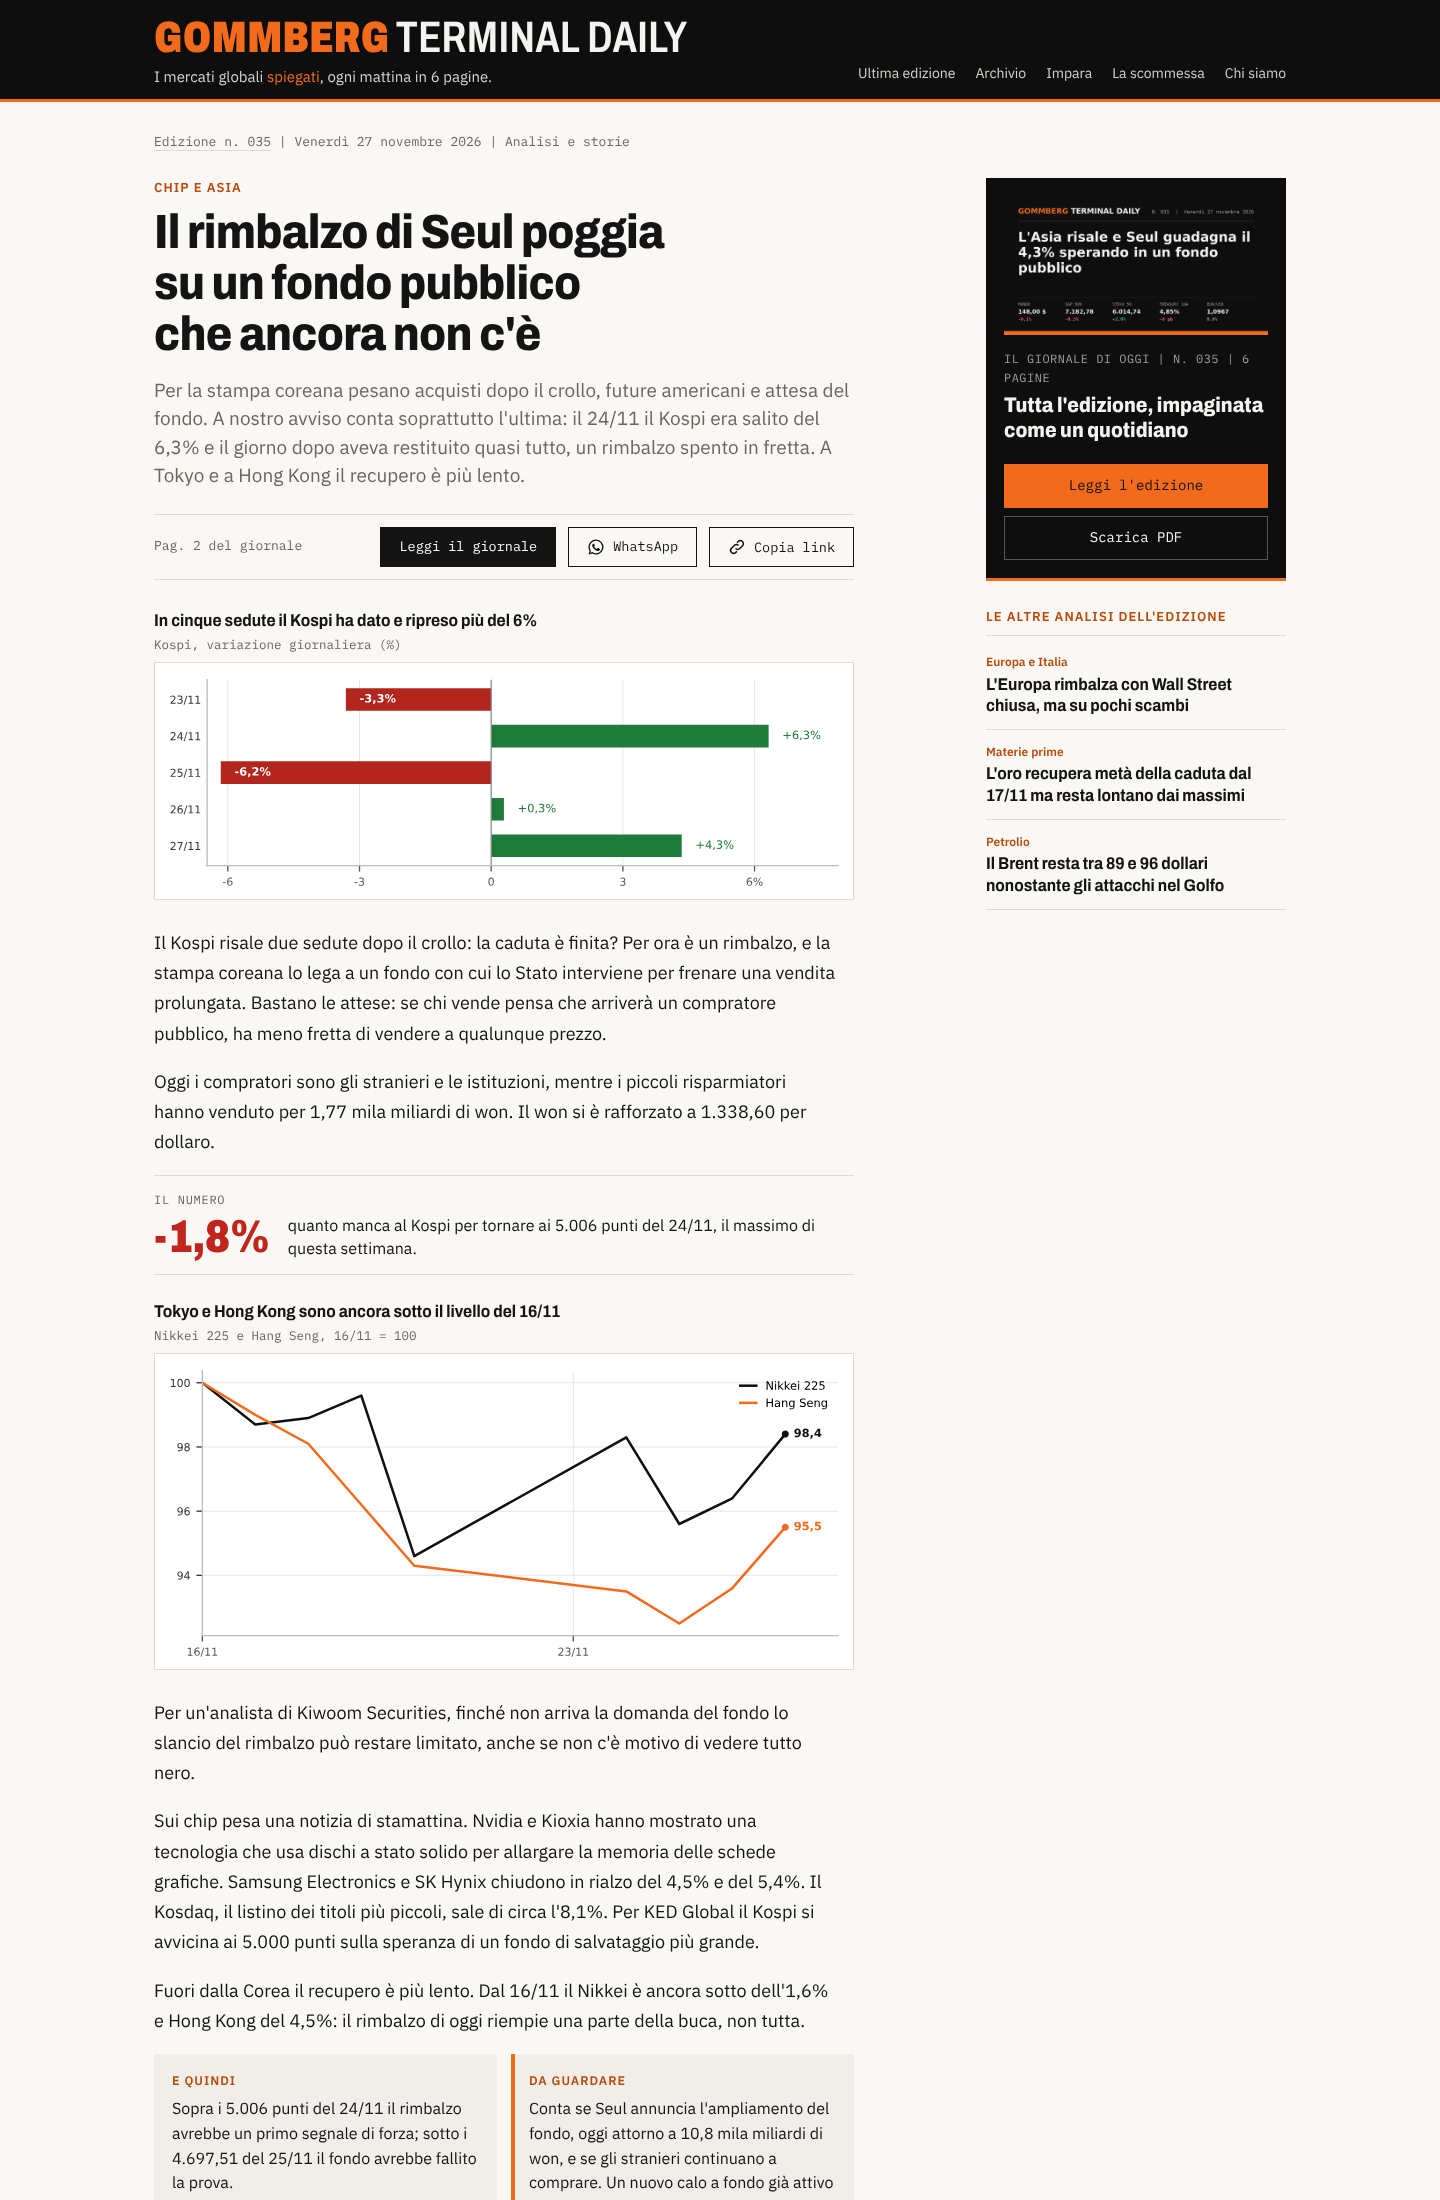 GOMMBERG TERMINAL DAILY
I mercati globali spiegati, ogni mattina in 6 pagine.
Ultima edizione Archivio Impara La scommessa Chi siamo
Edizione n. 035 | Venerdì 27 novembre 2026 | Analisi e storie
CHIP E ASIA
Il rimbalzo di Seul poggia
su un fondo pubblico
che ancora non c'è
Per la stampa coreana pesano acquisti dopo il crollo, future americani e attesa del
fondo. A nostro avviso conta soprattutto l'ultima: il 24/11 il Kospi era salito del
6,3% e il giorno dopo aveva restituito quasi tutto, un rimbalzo spento in fretta. A
Tokyo e a Hong Kong il recupero è più lento.
Pag. 2 del giornale
Leggi il giornale
WhatsApp
Copia link
In cinque sedute il Kospi ha dato e ripreso più del 6%
Kospi, variazione giornaliera (%)
23/11 -3,3%
24/11 +6,3%
25/11 -6,2%
26/11 +0,3%
27/11 +4,3%
-6 -3 0 3 6%
Il Kospi risale due sedute dopo il crollo: la caduta è finita? Per ora è un rimbalzo, e la
stampa coreana lo lega a un fondo con cui lo Stato interviene per frenare una vendita
prolungata. Bastano le attese: se chi vende pensa che arriverà un compratore
pubblico, ha meno fretta di vendere a qualunque prezzo.
Oggi i compratori sono gli stranieri e le istituzioni, mentre i piccoli risparmiatori
hanno venduto per 1,77 mila miliardi di won. Il won si è rafforzato a 1.338,60 per
dollaro.
IL NUMERO
-1,8%
quanto manca al Kospi per tornare ai 5.006 punti del 24/11, il massimo di
questa settimana.
Tokyo e Hong Kong sono ancora sotto il livello del 16/11
Nikkei 225 e Hang Seng, 16/11 = 100
100
98
96
94
Nikkei 225
Hang Seng
98,4
95,5
16/11 23/11
Per un'analista di Kiwoom Securities, finché non arriva la domanda del fondo lo
slancio del rimbalzo può restare limitato, anche se non c'è motivo di vedere tutto
nero.
Sui chip pesa una notizia di stamattina. Nvidia e Kioxia hanno mostrato una
tecnologia che usa dischi a stato solido per allargare la memoria delle schede
grafiche. Samsung Electronics e SK Hynix chiudono in rialzo del 4,5% e del 5,4%. Il
Kosdaq, il listino dei titoli più piccoli, sale di circa l'8,1%. Per KED Global il Kospi si
avvicina ai 5.000 punti sulla speranza di un fondo di salvataggio più grande.
Fuori dalla Corea il recupero è più lento. Dal 16/11 il Nikkei è ancora sotto dell'1,6%
e Hong Kong del 4,5%: il rimbalzo di oggi riempie una parte della buca, non tutta.
E QUINDI
Sopra i 5.006 punti del 24/11 il rimbalzo
avrebbe un primo segnale di forza; sotto i
4.697,51 del 25/11 il fondo avrebbe fallito
la prova.
DA GUARDARE
Conta se Seul annuncia l'ampliamento del
fondo, oggi attorno a 10,8 mila miliardi di
won, e se gli stranieri continuano a
comprare. Un nuovo calo a fondo già attivo
GOMMBERG TERMINAL DAILY N. 035 | Venerdì 27 novembre 2026
L'Asia risale e Seul guadagna il
4,3% sperando in un fondo
pubblico
S&P 500 STOXX 50 TREASURY 10A EUR/USD
148,00 $ 7.182,78 6.014,74 4,85% 1,0967
IL GIORNALE DI OGGI | N. 035 | 6
PAGINE
Tutta l'edizione, impaginata
come un quotidiano
Leggi l'edizione
Scarica PDF
LE ALTRE ANALISI DELL'EDIZIONE
Europa e Italia
L'Europa rimbalza con Wall Street
chiusa, ma su pochi scambi
Materie prime
L'oro recupera metà della caduta dal
17/11 ma resta lontano dai massimi
Petrolio
Il Brent resta tra 89 e 96 dollari
nonostante gli attacchi nel Golfo